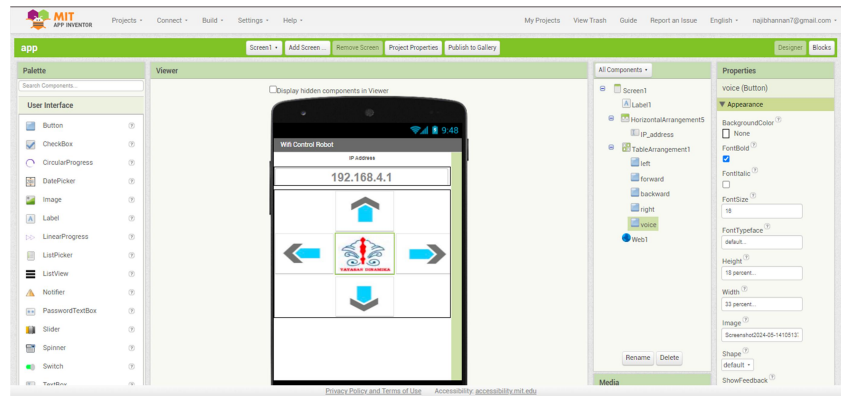 MIT
APP INVENTOR
Projects
Connect
Build
Settings
Help
My Projects
View Trash
Guide
Report an Issue
English
najibhannan7@gmail.com
app
Screen1
Add Screen ...
Remove Screen
Project Properties
Publish to Gallery
Designer
Blocks
Palette
Search Components...
User Interface
Button
CheckBox
CircularProgress
DatePicker
Image
Label
LinearProgress
ListPicker
ListView
Notifier
PasswordTextBox
Slider
Spinner
Switch
TextBox
Viewer
Display hidden components in Viewer
9:48
Wifi Control Robot
IP Address
192.168.4.1
All Components
Screen1
Label1
HorizontalArrangement5
IP_address
TableArrangement1
left
forward
backward
right
voice
Web1
Rename
Delete
Media
Properties
voice (Button)
Appearance
BackgroundColor
None
FontBold
FontItalic
FontSize
FontTypeface
default...
Height
Width
33 percent...
Image
Shape
default
ShowFeedback
Privacy Policy and Terms of Use
Accessibility: accessibility.mit.edu